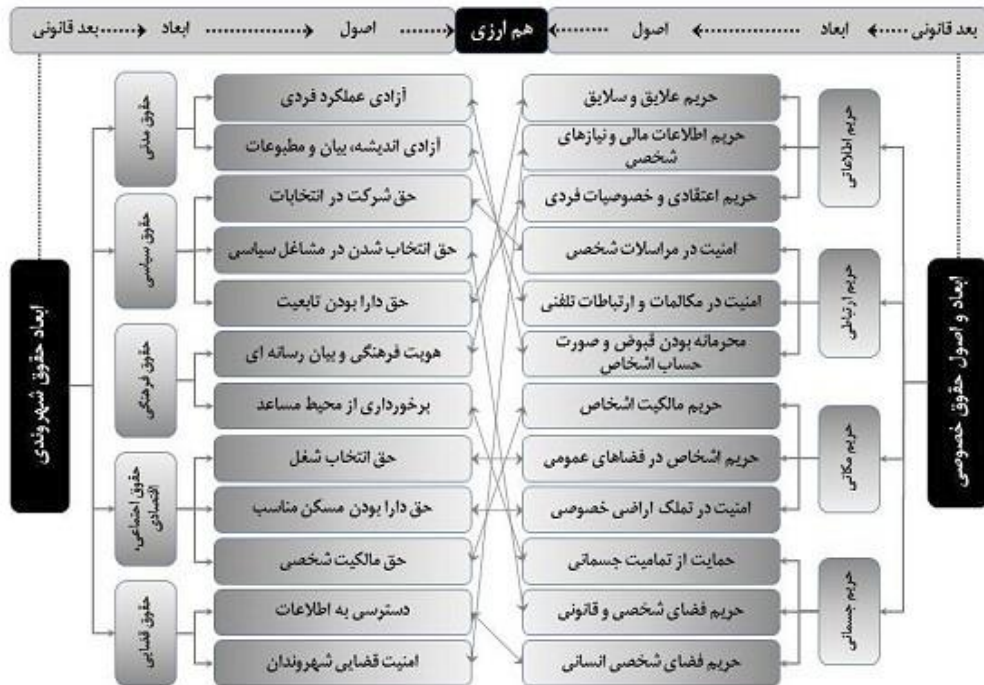 بعد قانونی
ابعاد
اصول
هم ارزی
اصول
ابعاد
بعد قانونی
ابعاد و اصول حقوق خصوصی
حریم اطلاعاتی
حریم علایق و سلایق
حریم اطلاعات مالی و نیازهای
شخصی
حریم اعتقادی و خصوصیات فردی
حریم ارتباطی
امنیت در مراسلات شخصی
امنیت در مکالمات و ارتباطات تلفنی
محرمانه بودن قبوض و صورت
حساب اشخاص
حریم مکانی
حریم مالکیت اشخاص
حریم اشخاص در فضاهای عمومی
امنیت در تملک اراضی خصوصی
حریم جسمانی
حمایت از تمامیت جسمانی
حریم فضای شخصی و قانونی
حریم فضای شخصی انسانی
آزادی عملکرد فردی
آزادی اندیشه، بیان و مطبوعات
حقوق مدنی
حق شرکت در انتخابات
حق انتخاب شدن در مشاغل سیاسی
حق دارا بودن تابعیت
حقوق سیاسی
هویت فرهنگی و بیان رسانه ای
برخورداری از محیط مساعد
حقوق فرهنگی
حق انتخاب شغل
حق دارا بودن مسکن مناسب
حق مالکیت شخصی
حقوق اجتماعی،
اقتصادی
دسترسی به اطلاعات
امنیت قضایی شهروندان
حقوق قضایی
ابعاد حقوق شهروندی